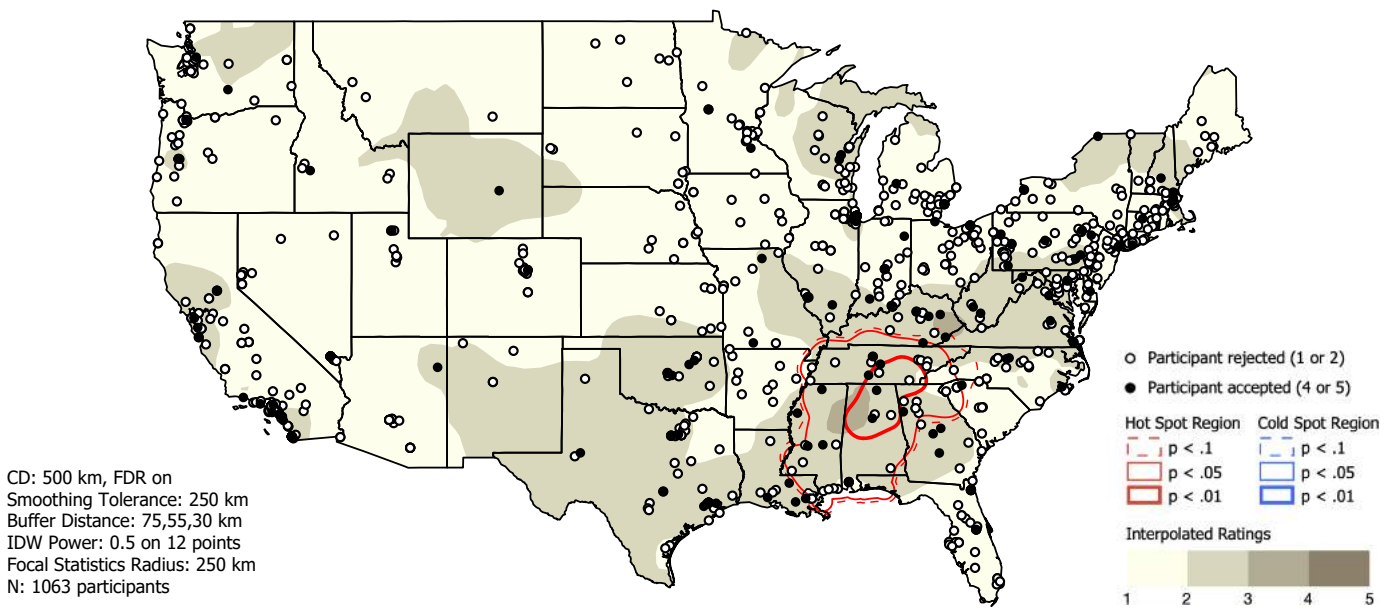 CD: 500 km, FDR on
Smoothing Tolerance: 250 km
Buffer Distance: 75,55,30 km
IDW Power: 0.5 on 12 points
Focal Statistics Radius: 250 km
N: 1063 participants
Participant rejected (1 or 2)
Participant accepted (4 or 5)
Hot Spot Region Cold Spot Region
p < .1 p < .1
p < .05 p < .05
p < .01 p < .01
Interpolated Ratings
1 2 3 4 5